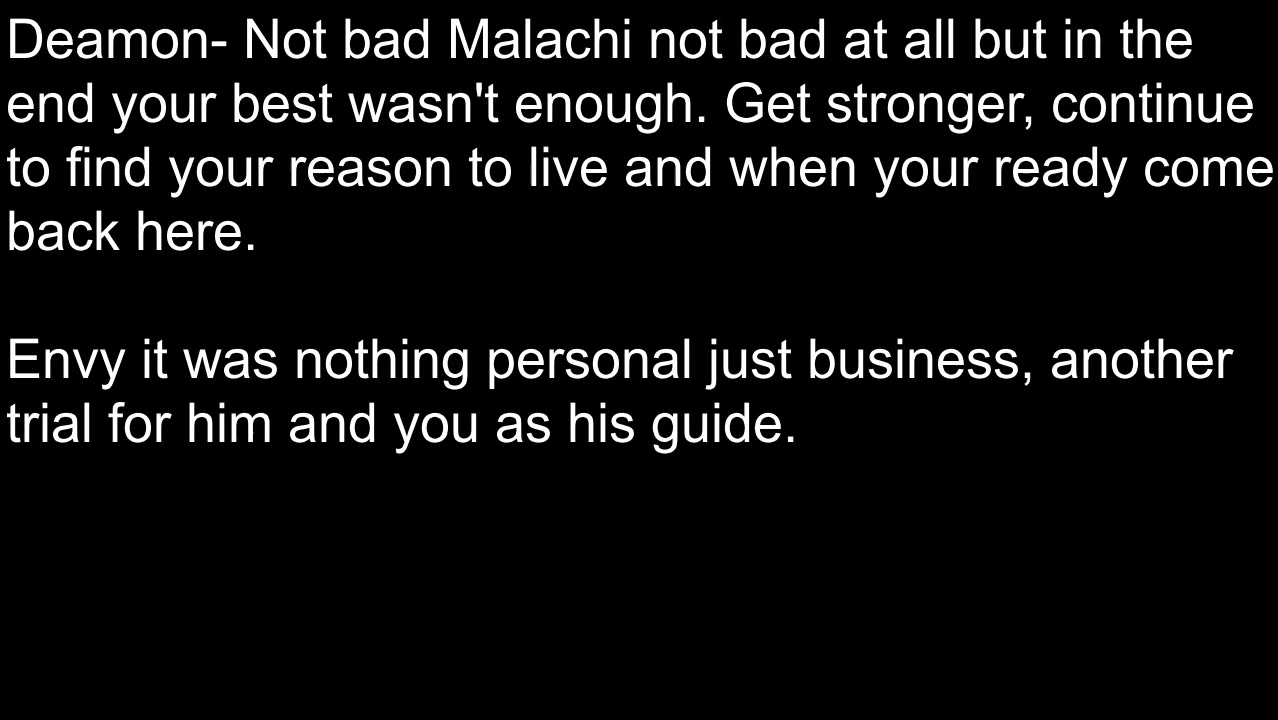 Deamon- Not bad Malachi not bad at all but in the
end your best wasn't enough. Get stronger, continue
to find your reason to live and when your ready come
back here.
Envy it was nothing personal just business, another
trial for him and you as his guide.